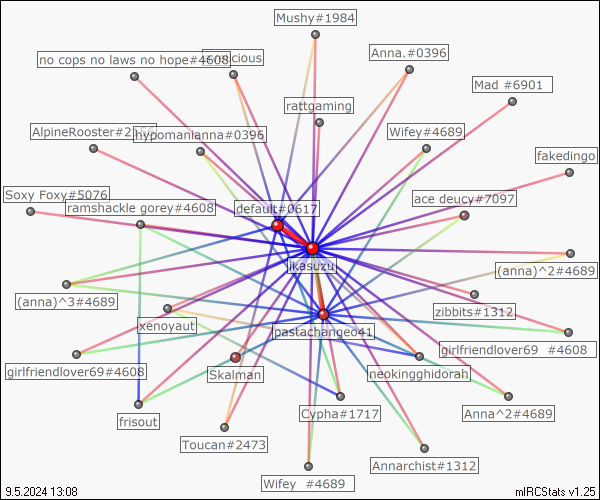 Mushy#1984
Anna.#0396
no cops no laws no hope#4608
Mad #6901
rattgaming
AlpineRooster#2
hypomanianna#0396
Wifey#4689
fakedingo
Soxy Foxy#5076
ramshackle gorey#4608
default#0617
ace deucy#7097
jkasuzu
(anna)^2#4689
(anna)^3#4689
zibbits#1312
xenoyaut
pastachangeo41
girlfriendlover69 #4608
girlfriendlover69#4608
Skalman
neokingghidorah
frisout
Cypha#1717
Anna^2#4689
Toucan#2473
Annarchist#1312
Wifey #4689
9.5.2024 13:08
mIRCStats v1.25